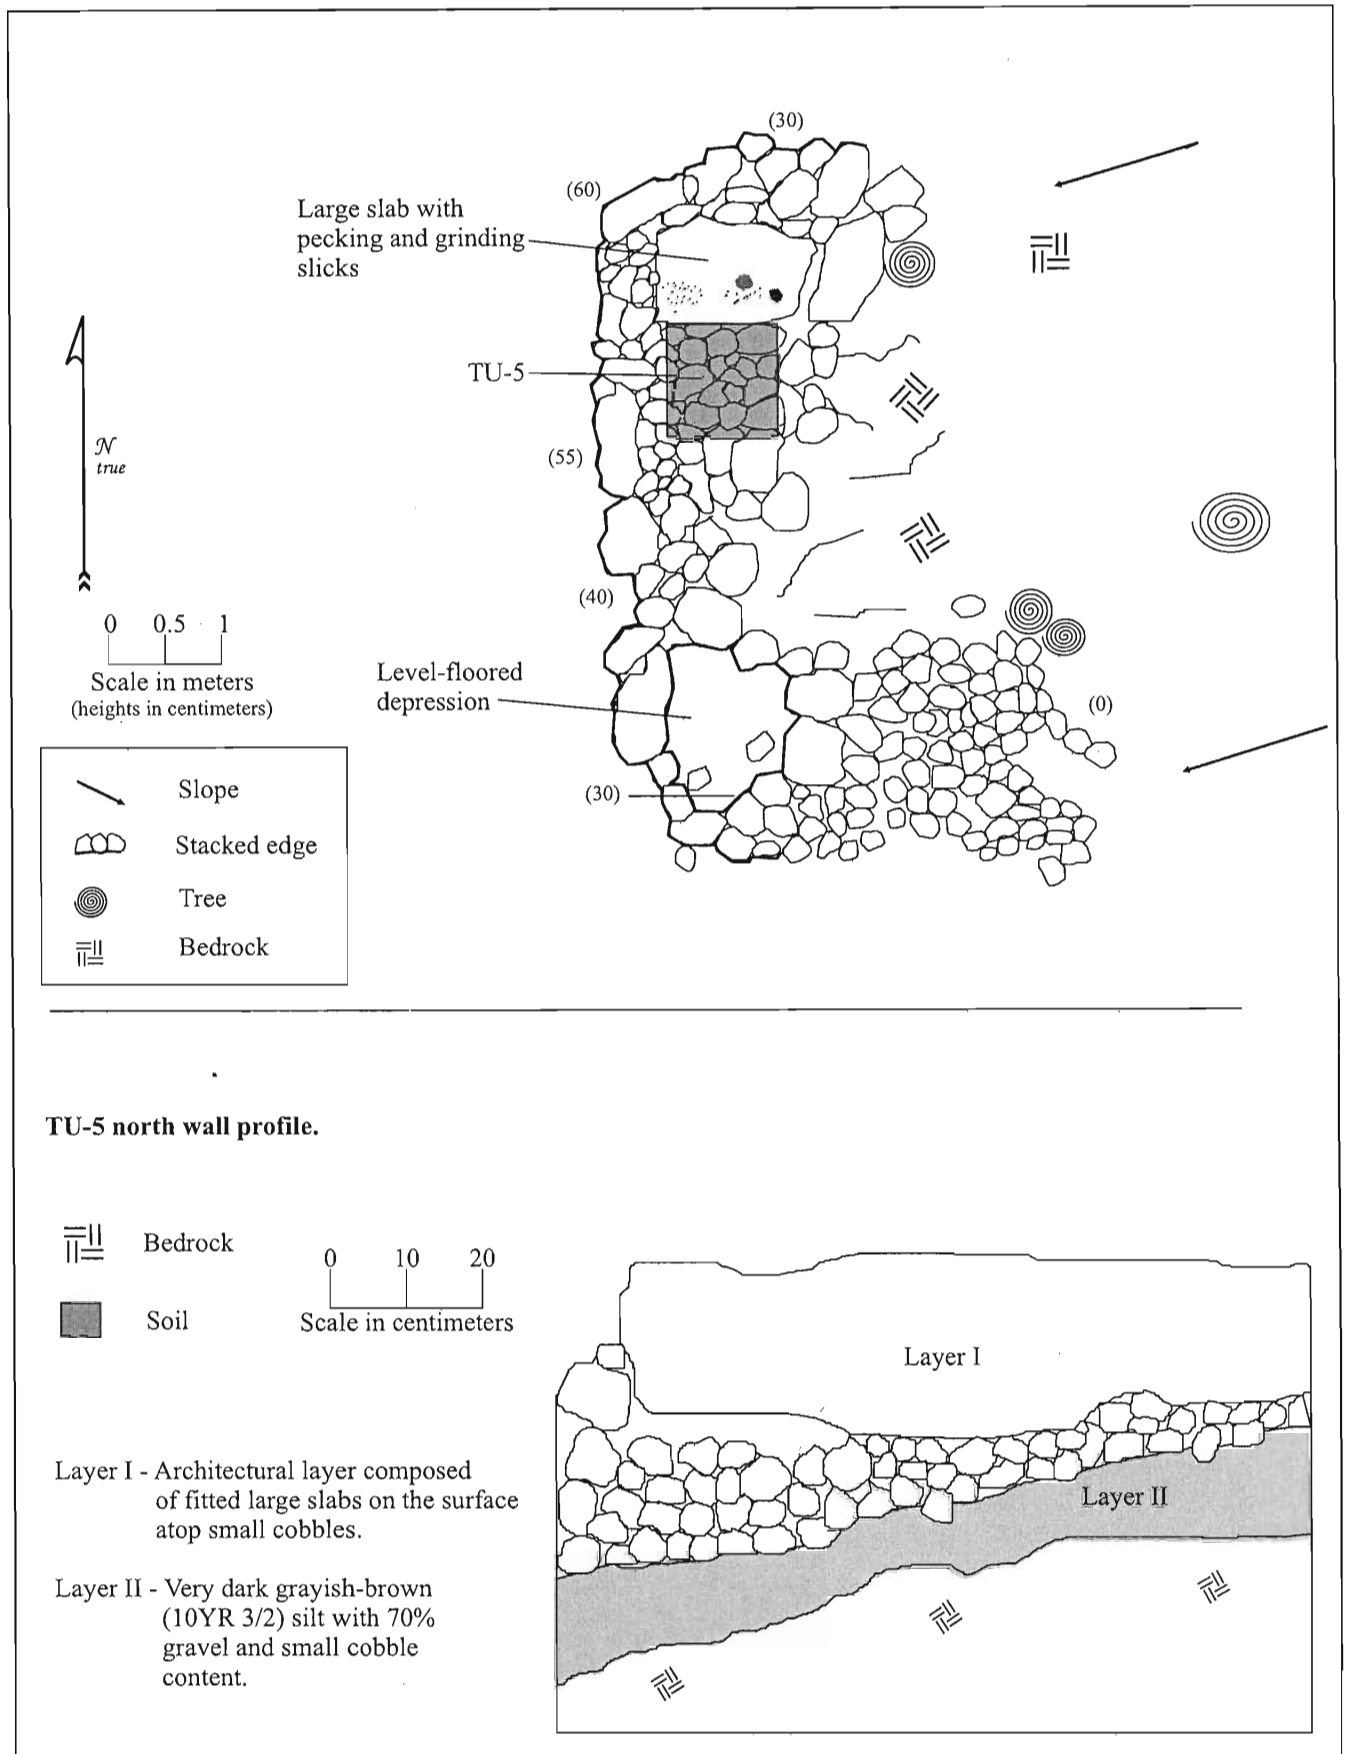 (30)
(60)
Large slab with
pecking and grinding
slicks
TU-5
N
true
(55)
(40)
0 0.5 1
Scale in meters
(heights in centimeters)
Level-floored
depression
(0)
(30)
Slope
Stacked edge
Tree
Bedrock
TU-5 north wall profile.
Bedrock
0 10 20
Scale in centimeters
Soil
Layer I
Layer II
Layer I - Architectural layer composed
of fitted large slabs on the surface
atop small cobbles.
Layer II - Very dark grayish-brown
(10YR 3/2) silt with 70%
gravel and small cobble
content.